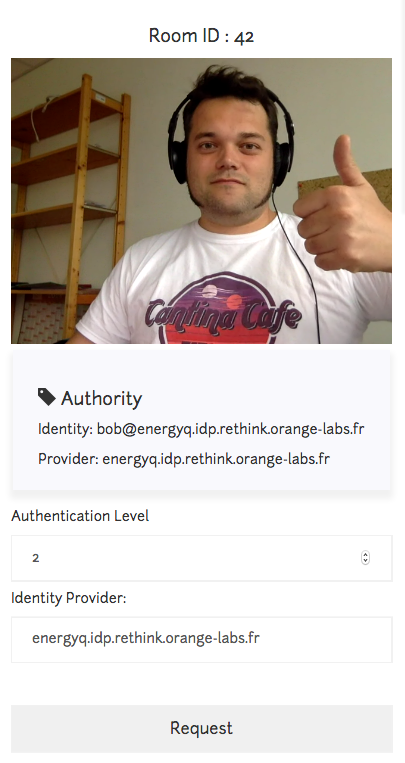 Room ID : 42
Cantina Cafe
Authority
Identity: bob@energyq.idp.rethink.orange-labs.fr
Provider: energyq.idp.rethink.orange-labs.fr
Authentication Level
2
Identity Provider:
energyq.idp.rethink.orange-labs.fr
Request